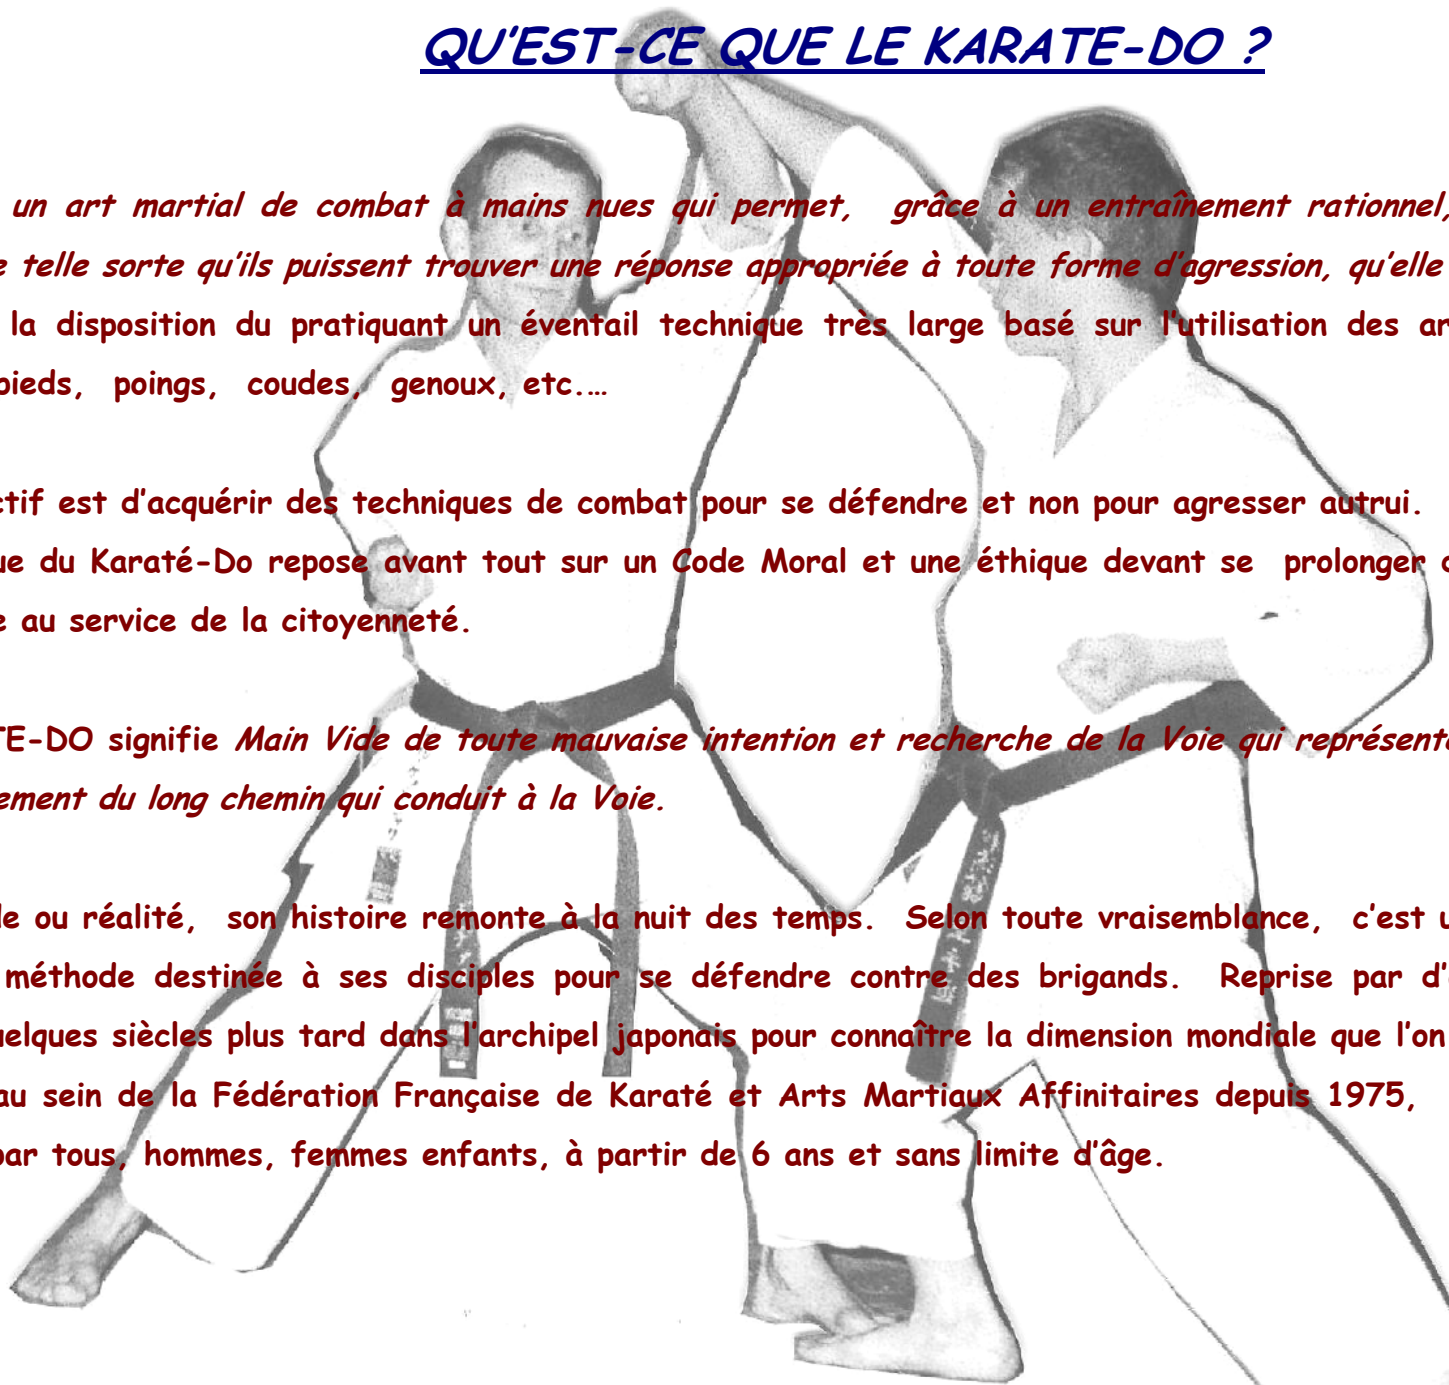 QU'EST-CE QUE LE KARATE-DO ?
un art martial de combat à mains nues qui permet, grâce à un entraînement rationnel,
telle sorte qu'ils puissent trouver une réponse appropriée à toute forme d'agression, qu'elle
la disposition du pratiquant un éventail technique très large basé sur l'utilisation des ar
pieds, poings, coudes, genoux, etc.…
ctif est d'acquérir des techniques de combat pour se défendre et non pour agresser autrui.
ue du Karaté-Do repose avant tout sur un Code Moral et une éthique devant se prolonger d
e au service de la citoyenneté.
TE-DO signifie Main Vide de toute mauvaise intention et recherche de la Voie qui représente
ement du long chemin qui conduit à la Voie.
de ou réalité, son histoire remonte à la nuit des temps. Selon toute vraisemblance, c'est u
méthode destinée à ses disciples pour se défendre contre des brigands. Reprise par d'
uelques siècles plus tard dans l'archipel japonais pour connaître la dimension mondiale que l'on
au sein de la Fédération Française de Karaté et Arts Martiaux Affinitaires depuis 1975,
par tous, hommes, femmes enfants, à partir de 6 ans et sans limite d'âge.